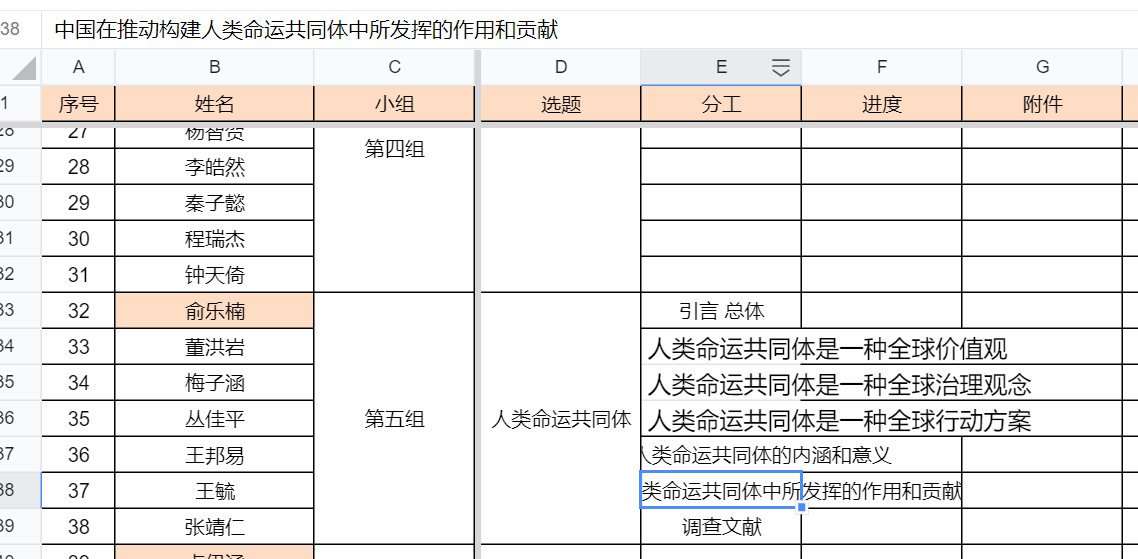 38 中国在推动构建人类命运共同体中所发挥的作用和贡献
A B C D E F G
1 序号 姓名 小组 选题 分工 进度 附件
28 27 杨智
第四组
29 28 李皓然
30 29 秦子懿
31 30 程瑞杰
32 31 钟天倚
33 32 俞乐楠 引言 总体
34 33 董洪岩 人类命运共同体是一种全球价值观
35 34 梅子涵 人类命运共同体是一种全球治理观念
36 35 丛佳平 第五组 人类命运共同体 人类命运共同体是一种全球行动方案
37 36 王邦易 人类命运共同体的内涵和意义
38 37 王毓 类命运共同体中所发挥的作用和贡献
39 38 张靖仁 调查文献
39